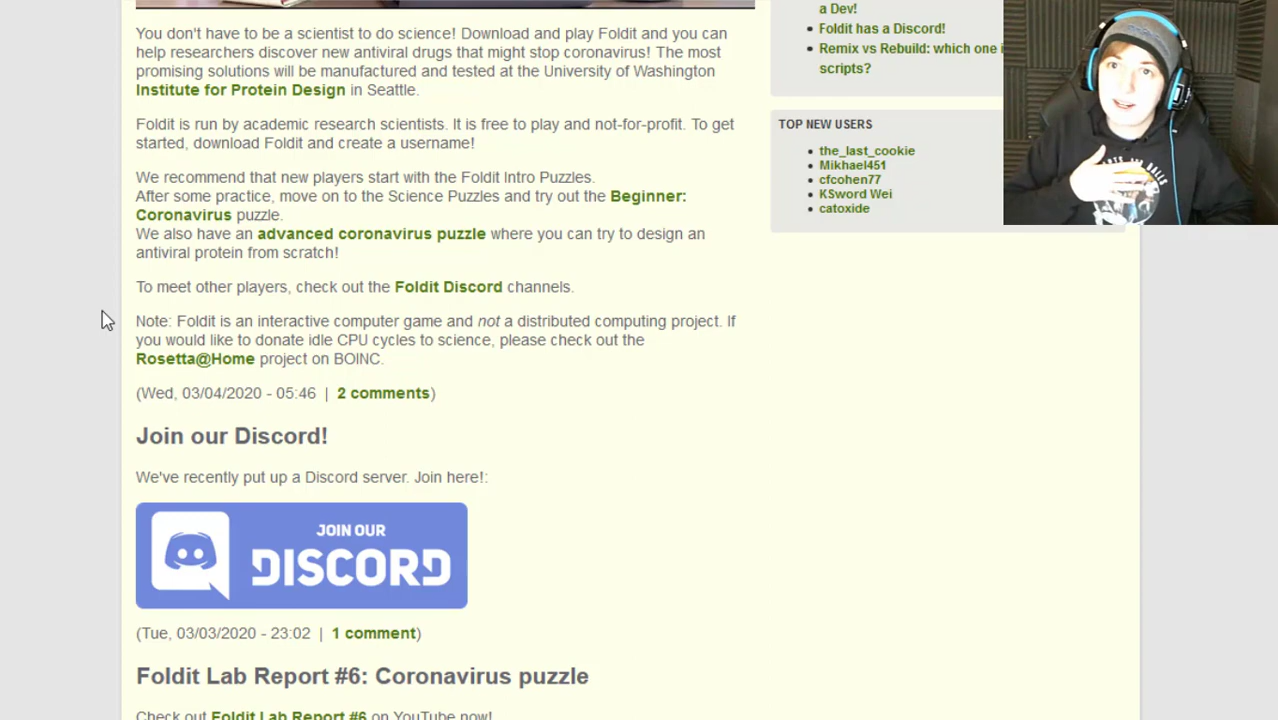 You don't have to be a scientist to do science! Download and play Foldit and you can
help researchers discover new antiviral drugs that might stop coronavirus! The most
promising solutions will be manufactured and tested at the University of Washington
Institute for Protein Design in Seattle.
Foldit is run by academic research scientists. It is free to play and not-for-profit. To get
started, download Foldit and create a username!
We recommend that new players start with the Foldit Intro Puzzles.
After some practice, move on to the Science Puzzles and try out the Beginner:
Coronavirus puzzle.
We also have an advanced coronavirus puzzle where you can try to design an
antiviral protein from scratch!
To meet other players, check out the Foldit Discord channels.
Note: Foldit is an interactive computer game and not a distributed computing project. If
you would like to donate idle CPU cycles to science, please check out the
Rosetta@Home project on BOINC.
(Wed, 03/04/2020 - 05:46 | 2 comments)
Join our Discord!
We've recently put up a Discord server. Join here!:
JOIN OUR
DISCORD
(Tue, 03/03/2020 - 23:02 | 1 comment)
Foldit Lab Report #6: Coronavirus puzzle
Check out Foldit Lab Report #6 on YouTube now!
a Dev!
Foldit has a Discord!
Remix vs Rebuild: which one
scripts?
TOP NEW USERS
the_last_cookie
Mikhael451
cfcohen77
KSword Wei
catoxide